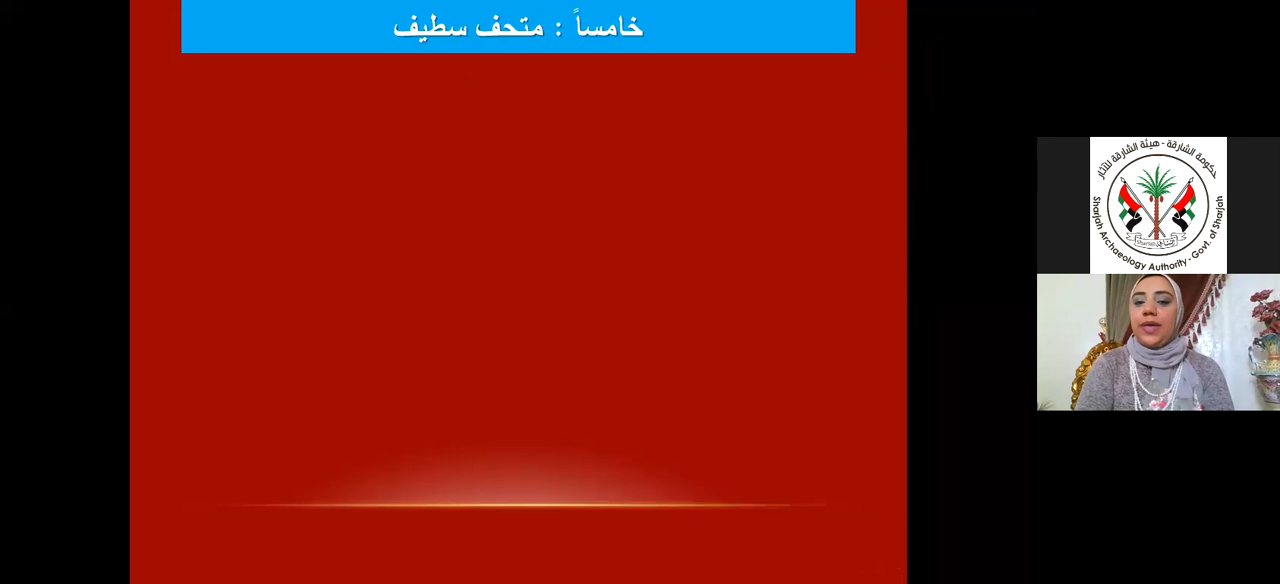 خامساً : متحف سطيف
حكومة الشارقة - هيئة الشارقة للآثار
Sharjah Archaeology Authority - Govt. of Sharjah